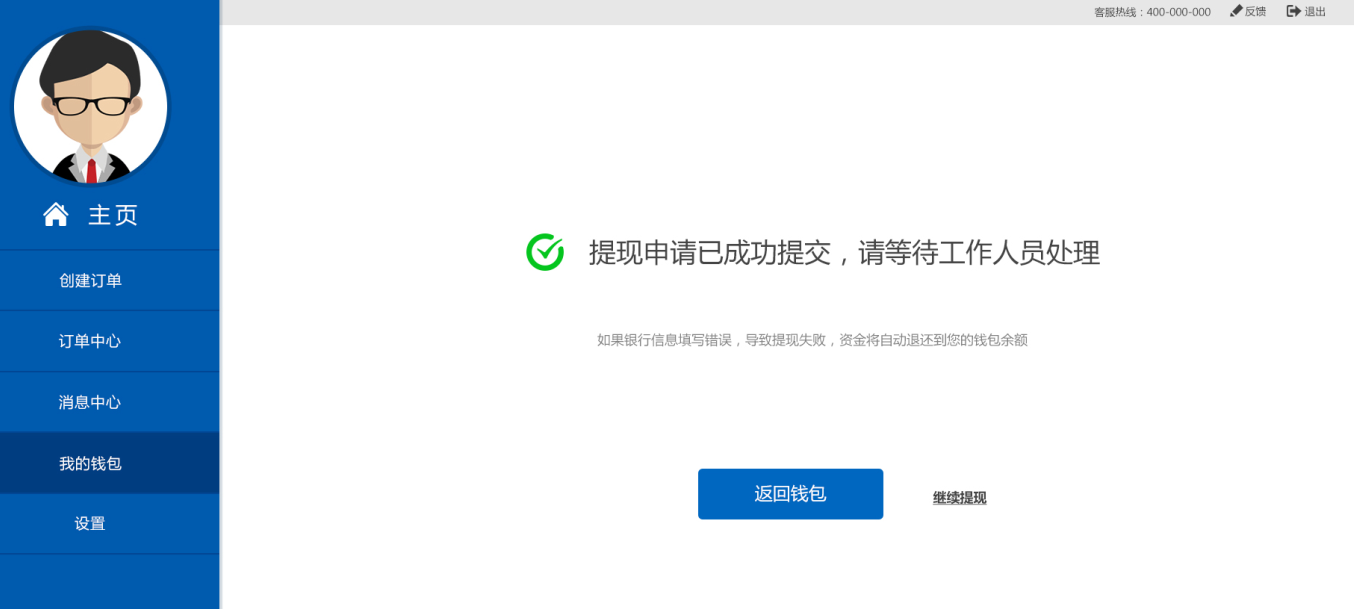 客服热线：400-000-000 反馈 退出
主页
创建订单
订单中心
消息中心
我的钱包
设置
提现申请已成功提交，请等待工作人员处理
如果银行信息填写错误，导致提现失败，资金将自动退还到您的钱包余额
返回钱包 继续提现